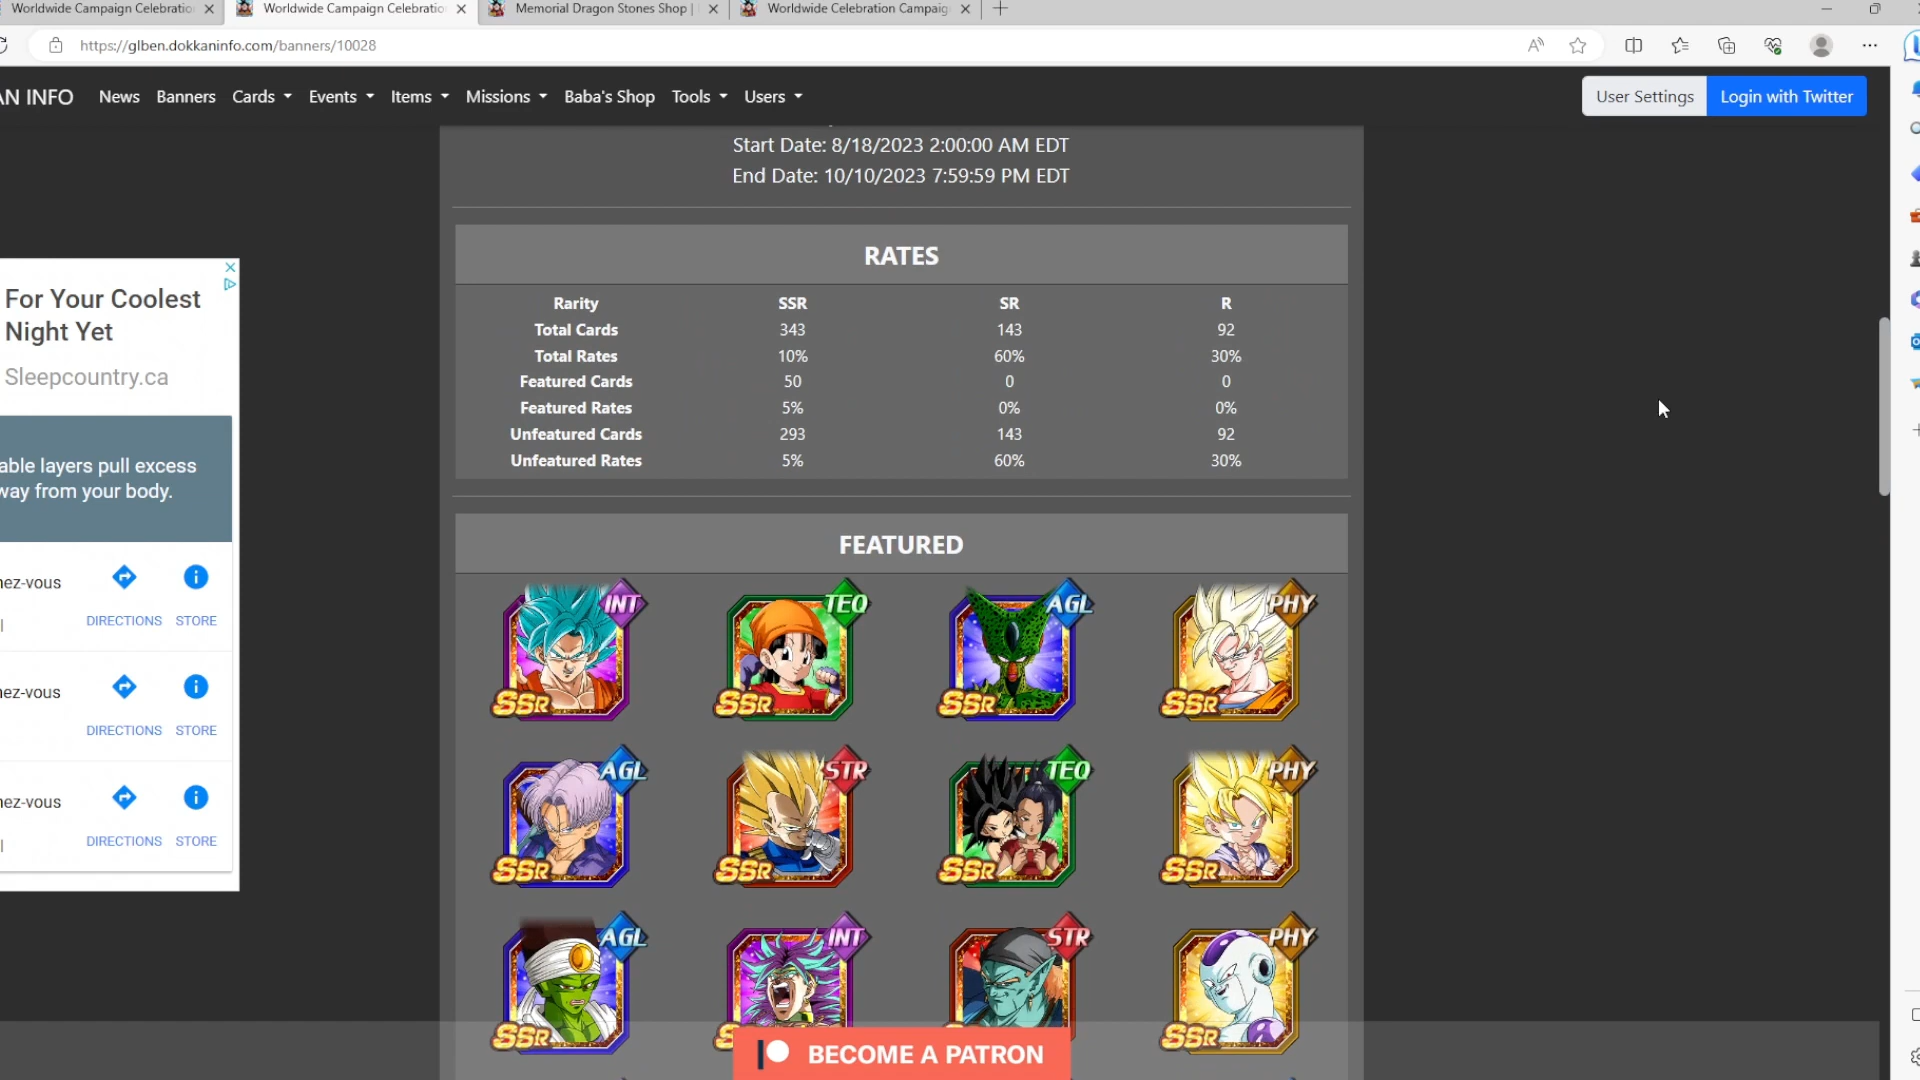 Worldwide Campaign Celebratio
Worldwide Campaign Celebratio
Memorial Dragon Stones Shop |
Worldwide Celebration Campaig
https://glben.dokkaninfo.com/banners/10028
AN INFO
News
Banners
Cards
Events
Items
Missions
Baba's Shop
Tools
Users
User Settings
Login with Twitter
Start Date: 8/18/2023 2:00:00 AM EDT
End Date: 10/10/2023 7:59:59 PM EDT
RATES
Rarity SSR SR R
Total Cards 343 143 92
Total Rates 10% 60% 30%
Featured Cards 50 0 0
Featured Rates 5% 0% 0%
Unfeatured Cards 293 143 92
Unfeatured Rates 5% 60% 30%
FEATURED
INT TEQ AGL PHY
SSR SSR SSR SSR
AGL STR TEQ PHY
SSR SSR SSR SSR
AGL INT STR PHY
SSR SSR
BECOME A PATRON
For Your Coolest
Night Yet
Sleepcountry.ca
able layers pull excess
way from your body.
nez-vous
DIRECTIONS STORE
nez-vous
DIRECTIONS STORE
nez-vous
DIRECTIONS STORE